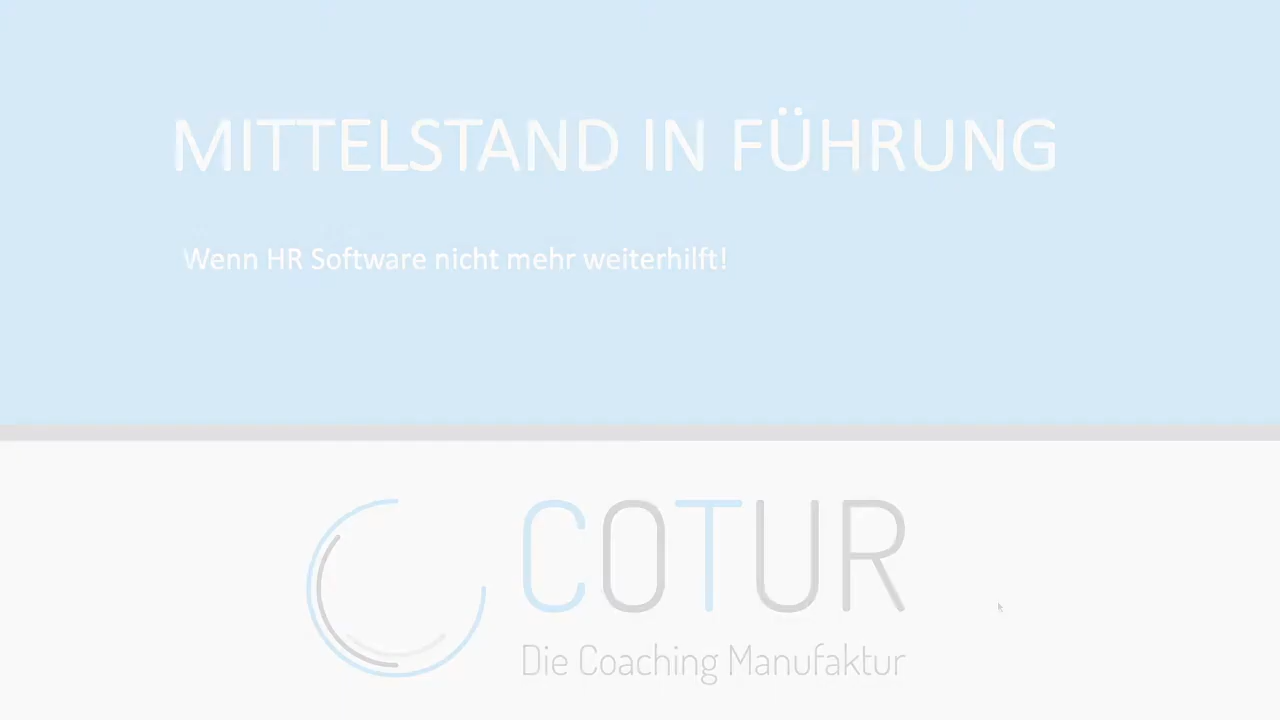 MITTELSTAND IN FÜHRUNG
Wenn HR Software nicht mehr weiterhilft!
COTUR
Die Coaching Manufaktur